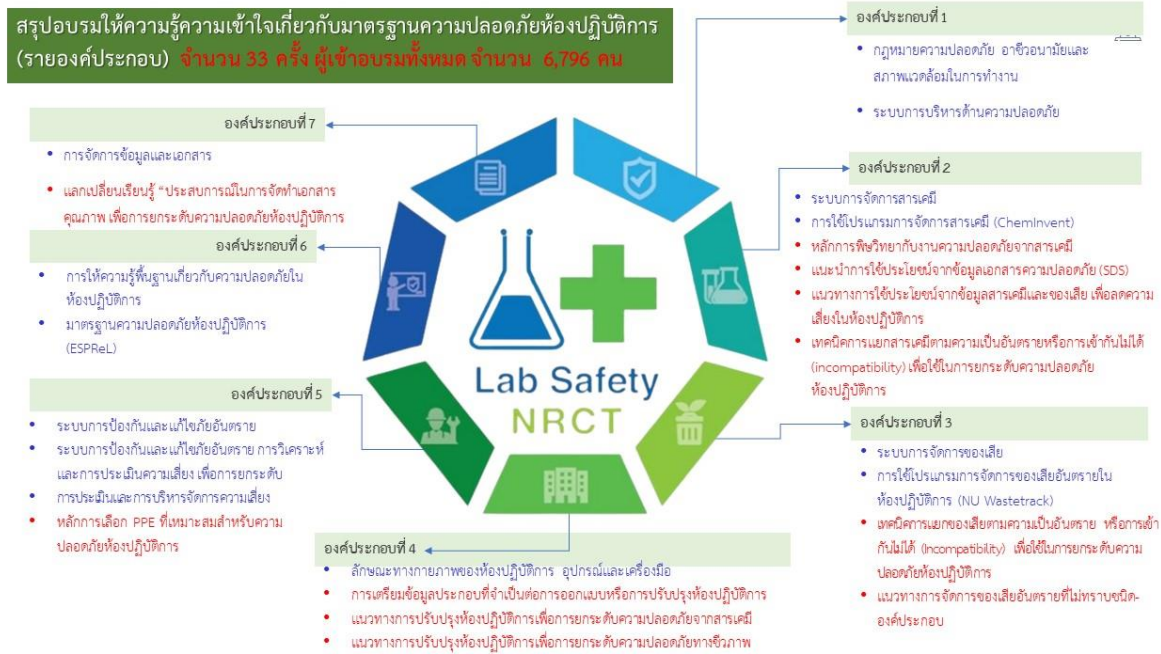 สรุปอบรมให้ความรู้ความเข้าใจเกี่ยวกับมาตรฐานความปลอดภัยห้องปฏิบัติการ
(รายองค์ประกอบ) จำนวน 33 ครั้ง ผู้เข้าอบรมทั้งหมด จำนวน 6,796 คน
องค์ประกอบที่ 1
• กฎหมายความปลอดภัย อาชีวอนามัยและ
สภาพแวดล้อมในการทำงาน
• ระบบการบริหารด้านความปลอดภัย
องค์ประกอบที่ 2
• ระบบการจัดการสารเคมี
• การใช้โปรแกรมการจัดการสารเคมี (ChemInvent)
• หลักการพิษวิทยากับงานความปลอดภัยจากสารเคมี
• แนะนำการใช้ประโยชน์จากข้อมูลเอกสารความปลอดภัย (SDS)
• แนวทางการใช้ประโยชน์จากข้อมูลสารเคมีและของเสีย เพื่อลดความ
เสี่ยงในห้องปฏิบัติการ
• เทคนิคการแยกสารเคมีตามความเป็นอันตรายหรือการเข้ากันไม่ได้
(incompatibility) เพื่อใช้ในการยกระดับความปลอดภัย
ห้องปฏิบัติการ
องค์ประกอบที่ 3
• ระบบการจัดการของเสีย
• การใช้โปรแกรมการจัดการของเสียอันตรายใน
ห้องปฏิบัติการ (NU Wastetrack)
• เทคนิคการแยกของเสียตามความเป็นอันตราย หรือการเข้า
กันไม่ได้ (Incompatibility) เพื่อใช้ในการยกระดับความ
ปลอดภัยห้องปฏิบัติการ
• แนวทางการจัดการของเสียอันตรายที่ไม่ทราบชนิด-
องค์ประกอบ
องค์ประกอบที่ 4
• ลักษณะทางกายภาพของห้องปฏิบัติการ อุปกรณ์และเครื่องมือ
• การเตรียมข้อมูลประกอบที่จำเป็นต่อการออกแบบหรือการปรับปรุงห้องปฏิบัติการ
• แนวทางการปรับปรุงห้องปฏิบัติการเพื่อการยกระดับความปลอดภัยจากสารเคมี
• แนวทางการปรับปรุงห้องปฏิบัติการเพื่อการยกระดับความปลอดภัยทางชีวภาพ
องค์ประกอบที่ 5
• ระบบการป้องกันและแก้ไขภัยอันตราย
• ระบบการป้องกันและแก้ไขภัยอันตราย การวิเคราะห์
และการประเมินความเสี่ยง เพื่อการยกระดับ
• การประเมินและการบริหารจัดการความเสี่ยง
• หลักการเลือก PPE ที่เหมาะสมสำหรับความ
ปลอดภัยห้องปฏิบัติการ
องค์ประกอบที่ 6
• การให้ความรู้พื้นฐานเกี่ยวกับความปลอดภัยใน
ห้องปฏิบัติการ
• มาตรฐานความปลอดภัยห้องปฏิบัติการ
(ESPReL)
องค์ประกอบที่ 7
• การจัดการข้อมูลและเอกสาร
• แลกเปลี่ยนเรียนรู้ "ประสบการณ์ในการจัดทำเอกสาร
คุณภาพ เพื่อการยกระดับความปลอดภัยห้องปฏิบัติการ
Lab Safety
NRCT